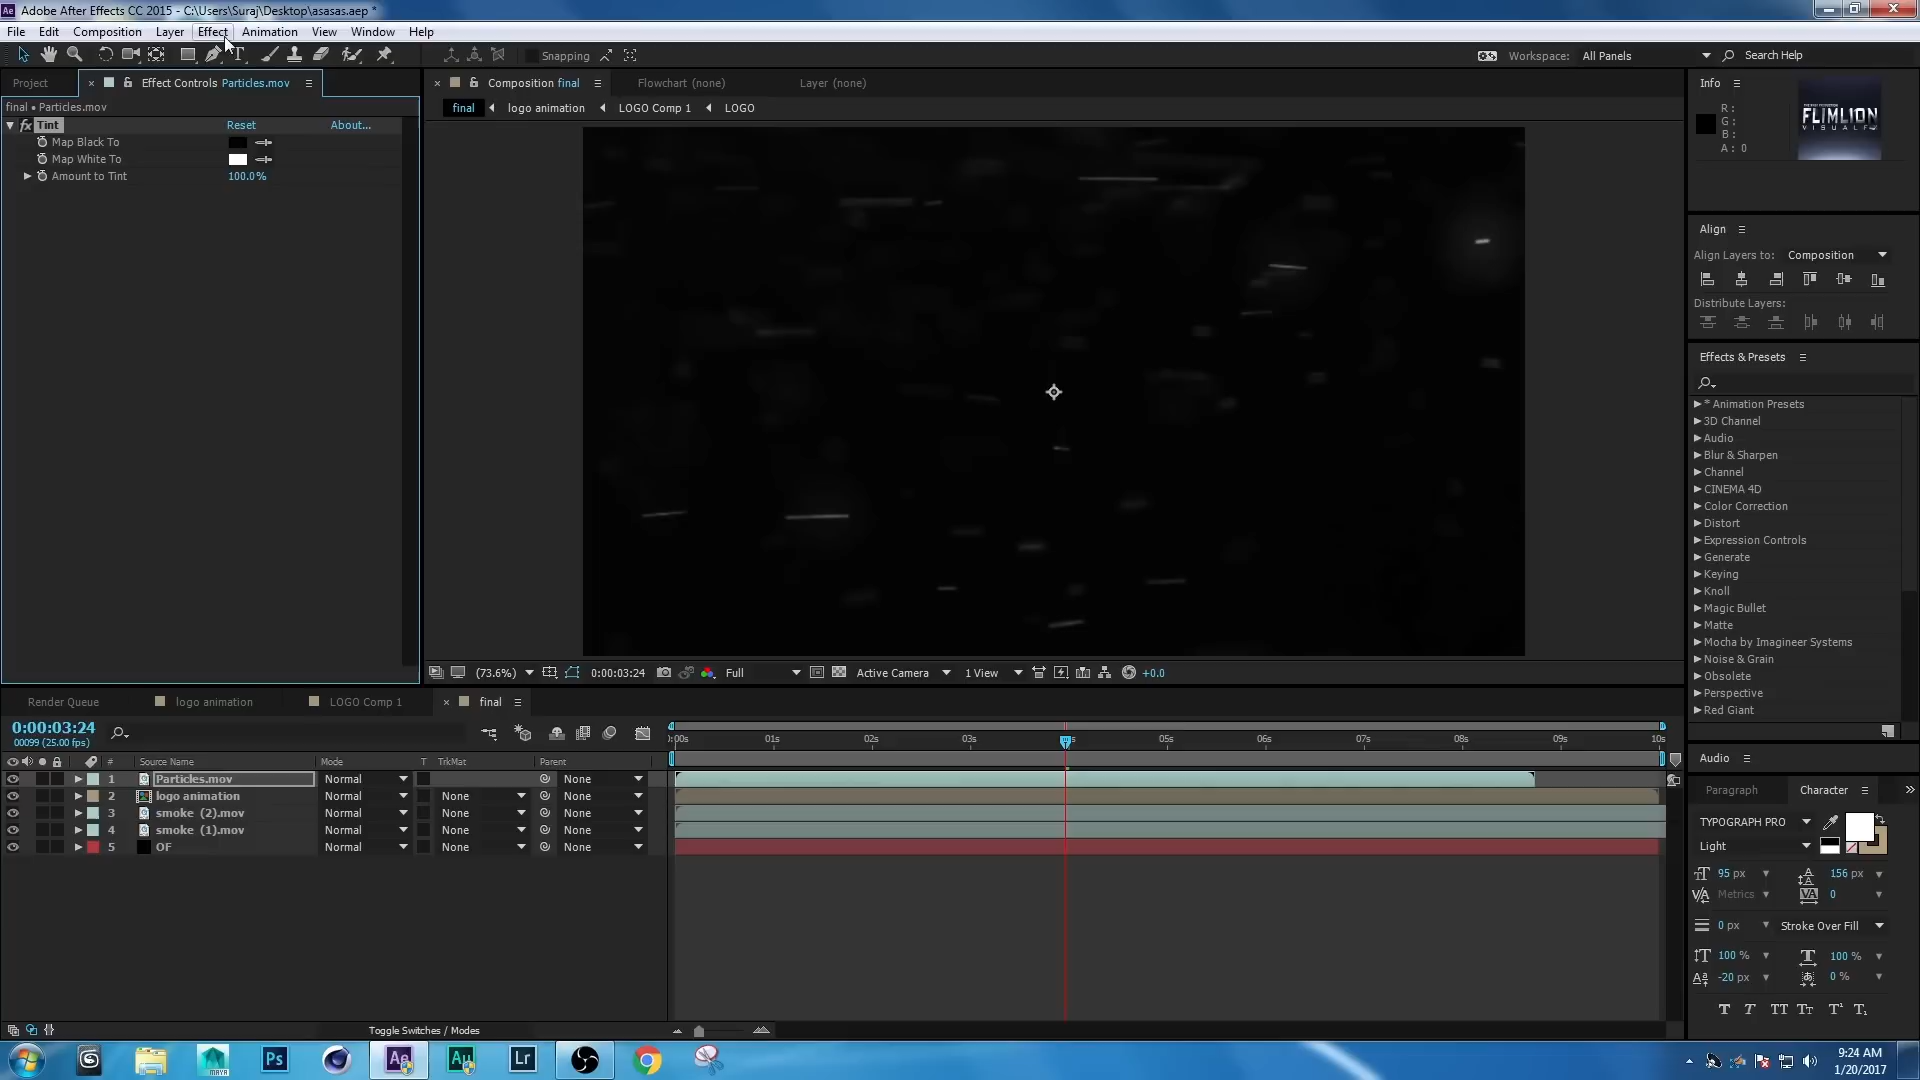 Adobe After Effects CC 2015 - C:\Users\Suraj\Desktop\asasas.aep *
File Edit Composition Layer Effect Animation View Window Help
Snapping
Workspace: All Panels
Search Help
Project
Effect Controls Particles.mov
final • Particles.mov
fx Tint Reset About...
Map Black To
Map White To
Amount to Tint 100.0%
Composition final
Flowchart (none)
Layer (none)
final logo animation LOGO Comp 1 LOGO
(73.6%) 0:00:03:24 Full Active Camera 1 View +0.0
Info
R :
G :
B :
A : 0
FLIMLION
VISUALFX
Align
Align Layers to: Composition
Distribute Layers:
Effects & Presets
* Animation Presets
3D Channel
Audio
Blur & Sharpen
Channel
CINEMA 4D
Color Correction
Distort
Expression Controls
Generate
Keying
Knoll
Magic Bullet
Matte
Mocha by Imagineer Systems
Noise & Grain
Obsolete
Perspective
Red Giant
Audio
Paragraph Character
TYPOGRAPH PRO
Light
95 px 156 px
Metrics 0
0 px Stroke Over Fill
100 % 100 %
-20 px 0 %
Render Queue logo animation LOGO Comp 1 final
0:00:03:24
00099 (25.00 fps)
:00s 01s 02s 03s 05s 06s 07s 08s 09s 10s
# Source Name Mode T TrkMat Parent
1 Particles.mov Normal None
2 logo animation Normal None None
3 smoke (2).mov Normal None None
4 smoke (1).mov Normal None None
5 OF Normal None None
Toggle Switches / Modes
MAYA Ps Ae Au Lr
9:24 AM
1/20/2017